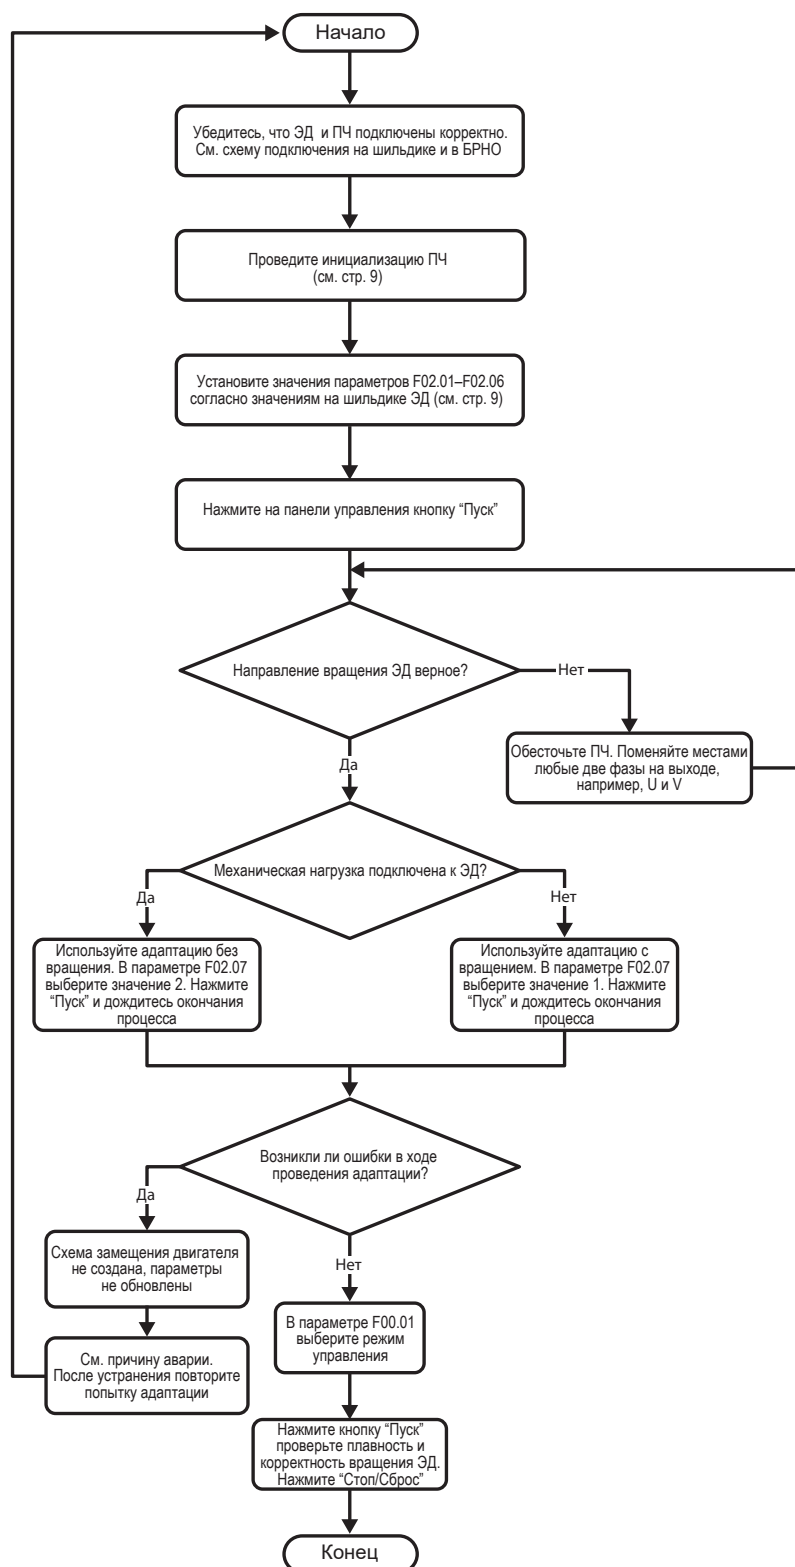 Начало
Убедитесь, что ЭД и ПЧ подключены корректно.
См. схему подключения на шильдике и в БРНО
Проведите инициализацию ПЧ
(см. стр. 9)
Установите значения параметров F02.01–F02.06
согласно значениям на шильдике ЭД (см. стр. 9)
Нажмите на панели управления кнопку “Пуск”
Направление вращения ЭД верное?
Нет
Обесточьте ПЧ. Поменяйте местами
любые две фазы на выходе,
например, U и V
Да
Механическая нагрузка подключена к ЭД?
Да
Нет
Используйте адаптацию без
вращения. В параметре F02.07
выберите значение 2. Нажмите
“Пуск” и дождитесь окончания
процесса
Используйте адаптацию с
вращением. В параметре F02.07
выберите значение 1. Нажмите
“Пуск” и дождитесь окончания
процесса
Возникли ли ошибки в ходе
проведения адаптации?
Да
Схема замещения двигателя
не создана, параметры
не обновлены
См. причину аварии.
После устранения повторите
попытку адаптации
Нет
В параметре F00.01
выберите режим
управления
Нажмите кнопку “Пуск”
проверьте плавность и
корректность вращения ЭД.
Нажмите “Стоп/Сброс”
Конец